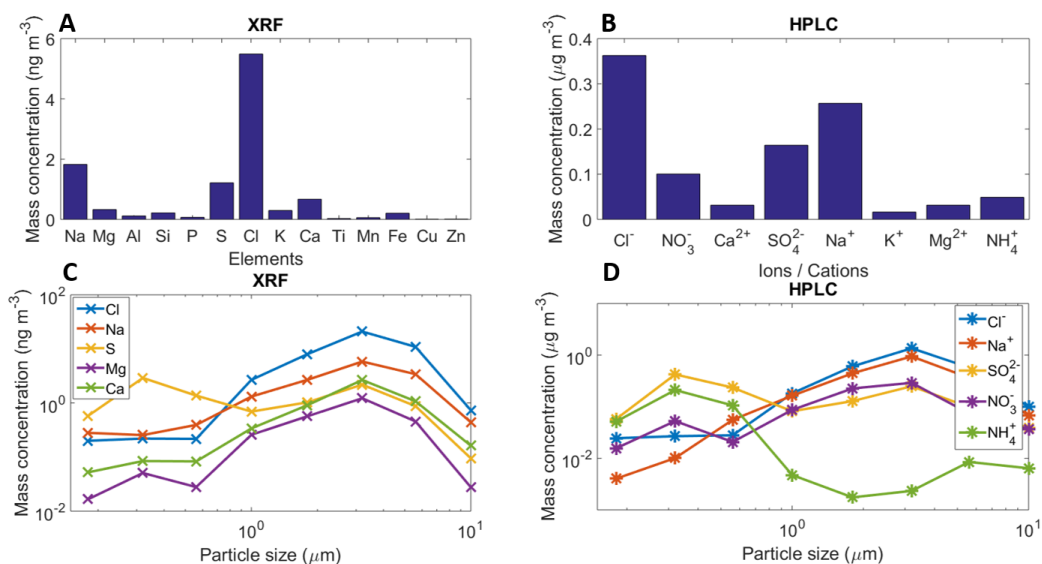 A
XRF
Mass concentration (ng m⁻³)
6
4
2
0
Na Mg Al Si P S Cl K Ca Ti Mn Fe Cu Zn
Elements
B
HPLC
Mass concentration (μg m⁻³)
0.4
0.3
0.2
0.1
0
Cl⁻ NO₃⁻ Ca²⁺ SO₄²⁻ Na⁺ K⁺ Mg²⁺ NH₄⁺
Ions / Cations
C
XRF
Mass concentration (ng m⁻³)
10²
10⁰
10⁻²
Cl
Na
S
Mg
Ca
10⁰ 10¹
Particle size (μm)
D
HPLC
Mass concentration (μg m⁻³)
10⁰
10⁻²
Cl⁻
Na⁺
SO₄²⁻
NO₃⁻
NH₄⁺
10⁰ 10¹
Particle size (μm)